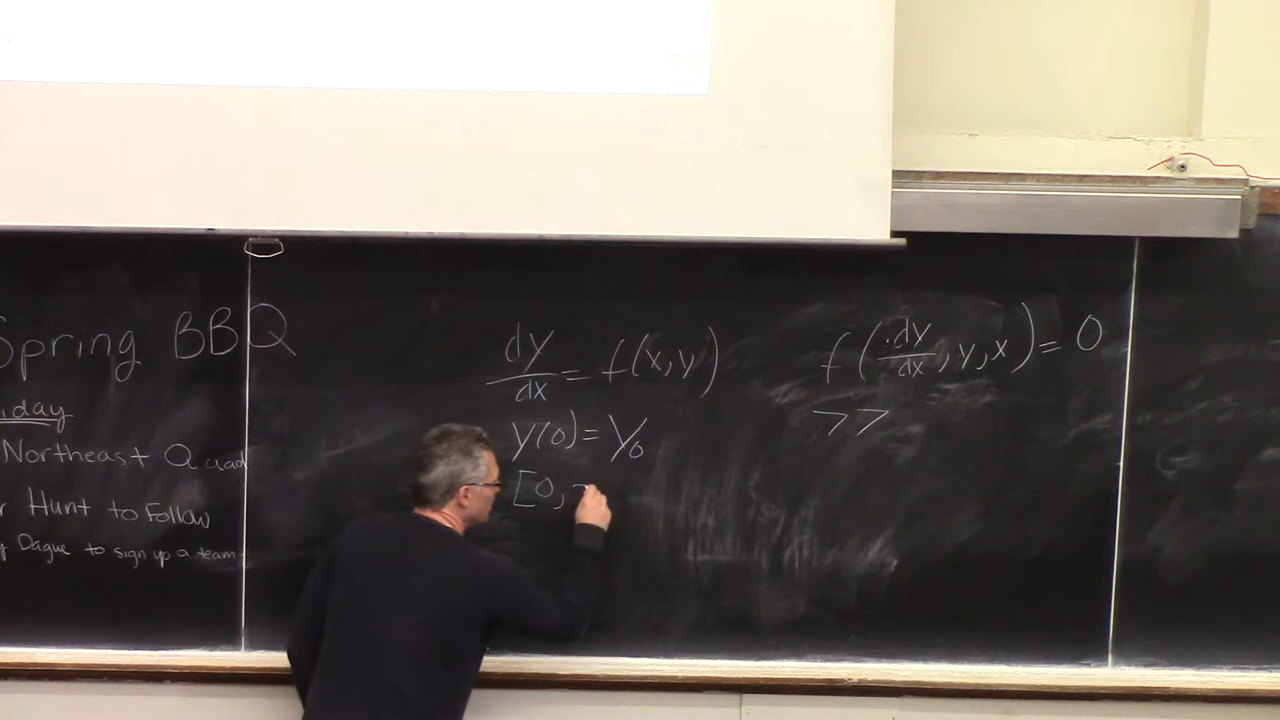 Spring BBQ
Northeast Quad
Hunt to Follow
Dague to sign up a team
dy/dx = f(x,y)
y(0) = y₀
[0,
f(dy/dx, y, x) = 0
>>